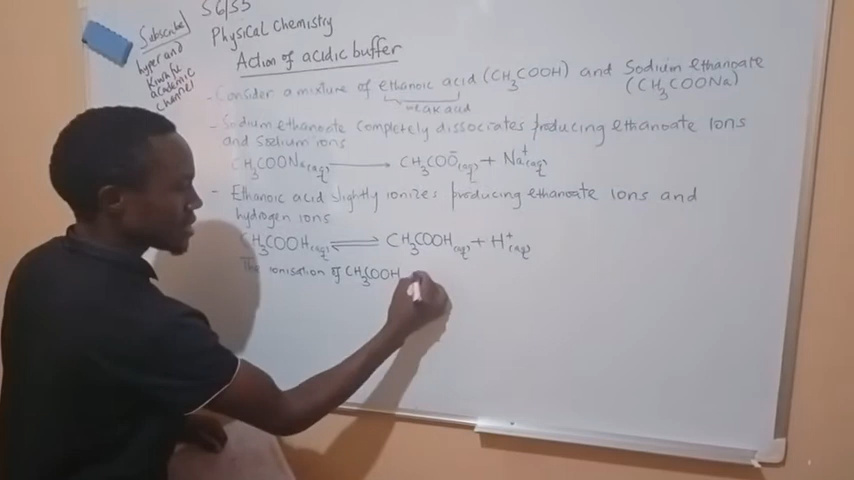 S6/S5
Physical Chemistry
Subscribe
hyper and
Kwafu
academic
channel
Action of acidic buffer
- Consider a mixture of ethanoic acid (CH₃COOH) and Sodium ethanoate
(CH₃COONa)
weak acid
- Sodium ethanoate Completely dissociates producing ethanoate Ions
and Sodium ions
CH₃COONa(aq) ⟶ CH₃COO⁻(aq) + Na⁺(aq)
- Ethanoic acid slightly ionizes producing ethanoate Ions and
hydrogen ions
CH₃COOH(aq) ⇌ CH₃COOH(aq) + H⁺(aq)
The ionisation of CH₃COOH